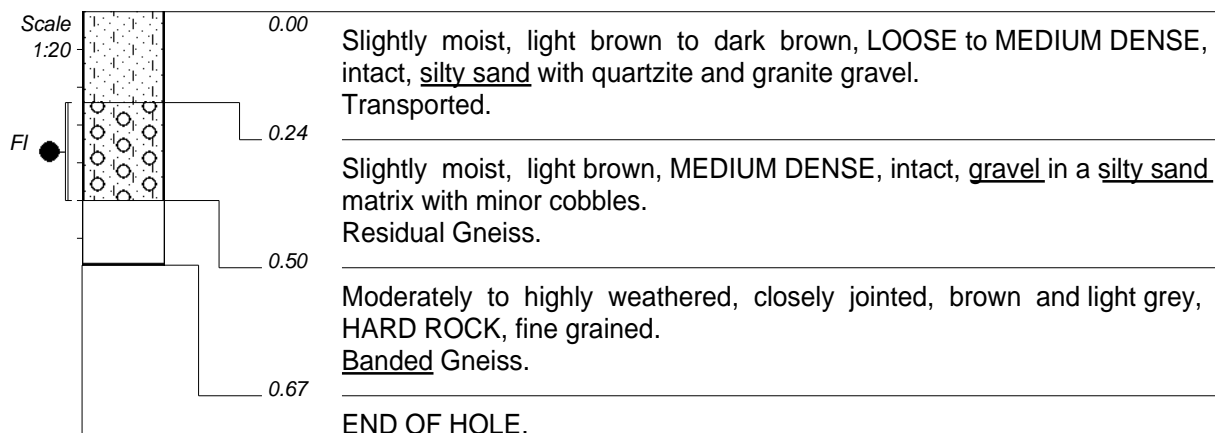 Scale
1:20
0.00
Slightly moist, light brown to dark brown, LOOSE to MEDIUM DENSE,
intact, silty sand with quartzite and granite gravel.
Transported.
0.24
FI
Slightly moist, light brown, MEDIUM DENSE, intact, gravel in a silty sand
matrix with minor cobbles.
Residual Gneiss.
0.50
Moderately to highly weathered, closely jointed, brown and light grey,
HARD ROCK, fine grained.
Banded Gneiss.
0.67
END OF HOLE.